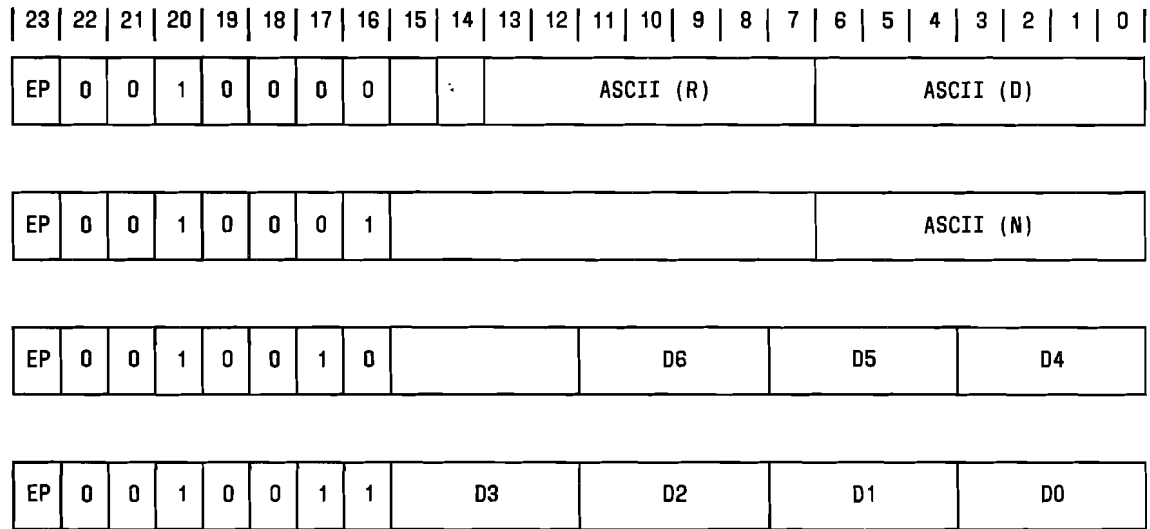 23 22 21 20 19 18 17 16 15 14 13 12 11 10 9 8 7 6 5 4 3 2 1 0
EP 0 0 1 0 0 0 0 ASCII (R) ASCII (D)
EP 0 0 1 0 0 0 1 ASCII (N)
EP 0 0 1 0 0 1 0 D6 D5 D4
EP 0 0 1 0 0 1 1 D3 D2 D1 D0